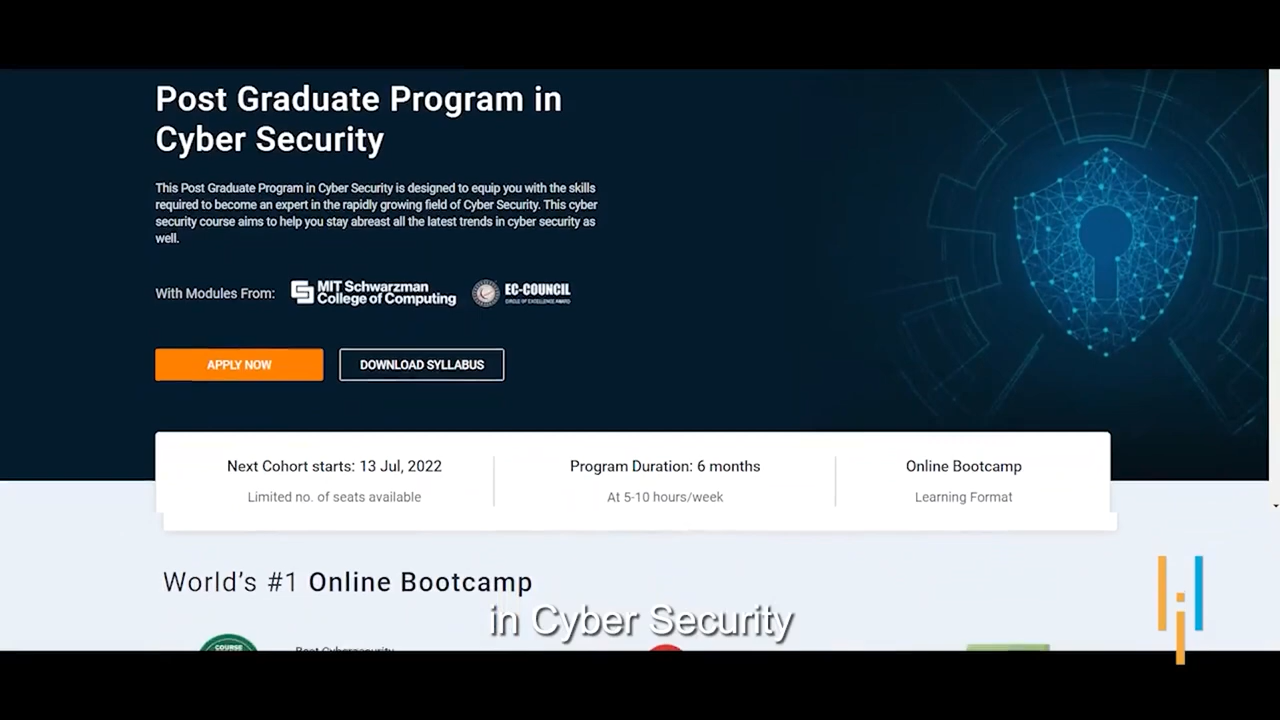 Post Graduate Program in
Cyber Security
This Post Graduate Program in Cyber Security is designed to equip you with the skills
required to become an expert in the rapidly growing field of Cyber Security. This cyber
security course aims to help you stay abreast all the latest trends in cyber security as
well.
With Modules From:
MIT Schwarzman
College of Computing
EC-COUNCIL
CIRCLE OF EXCELLENCE AWARD
APPLY NOW
DOWNLOAD SYLLABUS
Next Cohort starts: 13 Jul, 2022
Limited no. of seats available
Program Duration: 6 months
At 5-10 hours/week
Online Bootcamp
Learning Format
World's #1 Online Bootcamp
in Cyber Security
COURSE